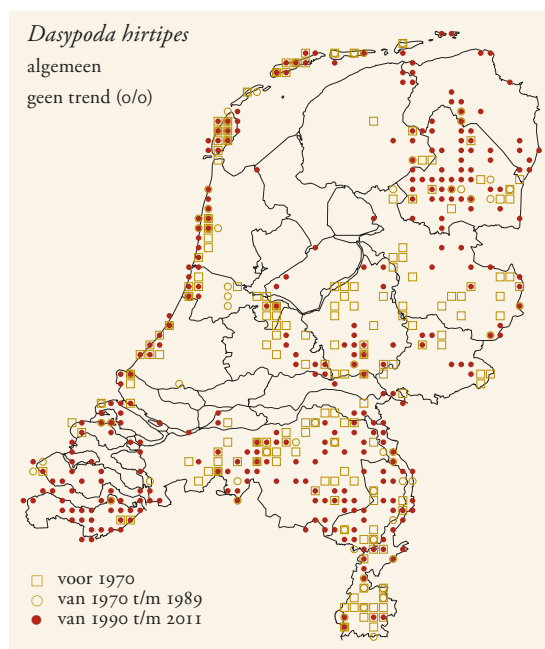 Dasypoda hirtipes
algemeen
geen trend (0/0)
voor 1970
van 1970 t/m 1989
van 1990 t/m 2011